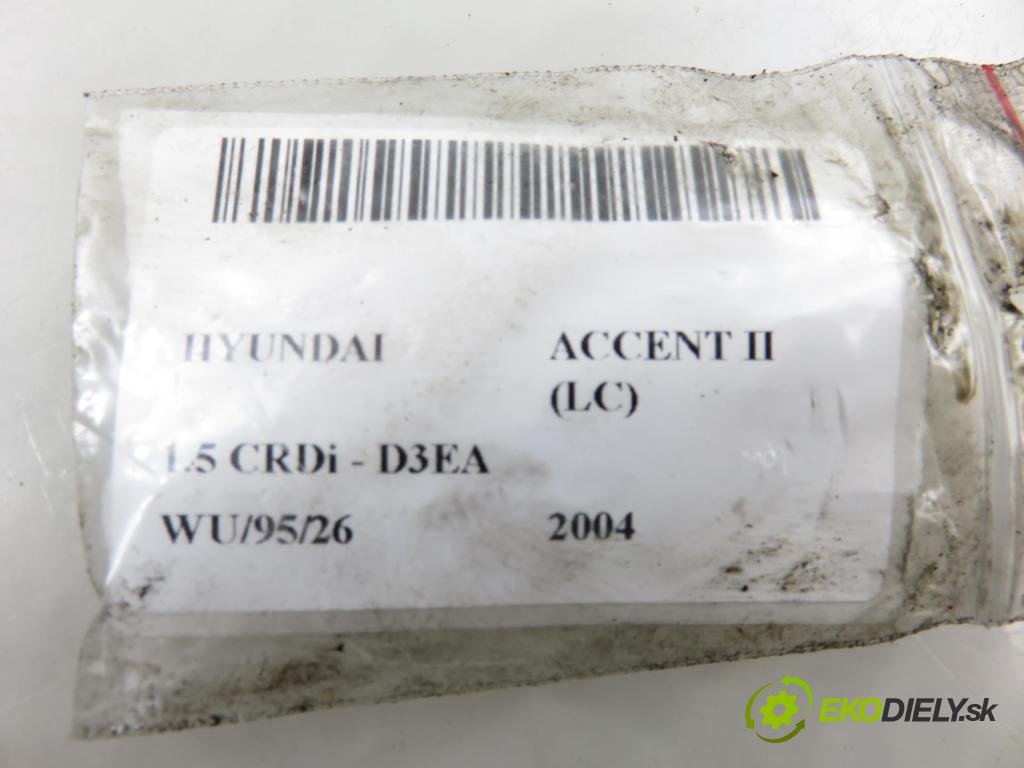 HYUNDAI ACCENT II
(LC)
1.5 CRDi - D3EA
WU/95/26 2004
EKODIELY.sk